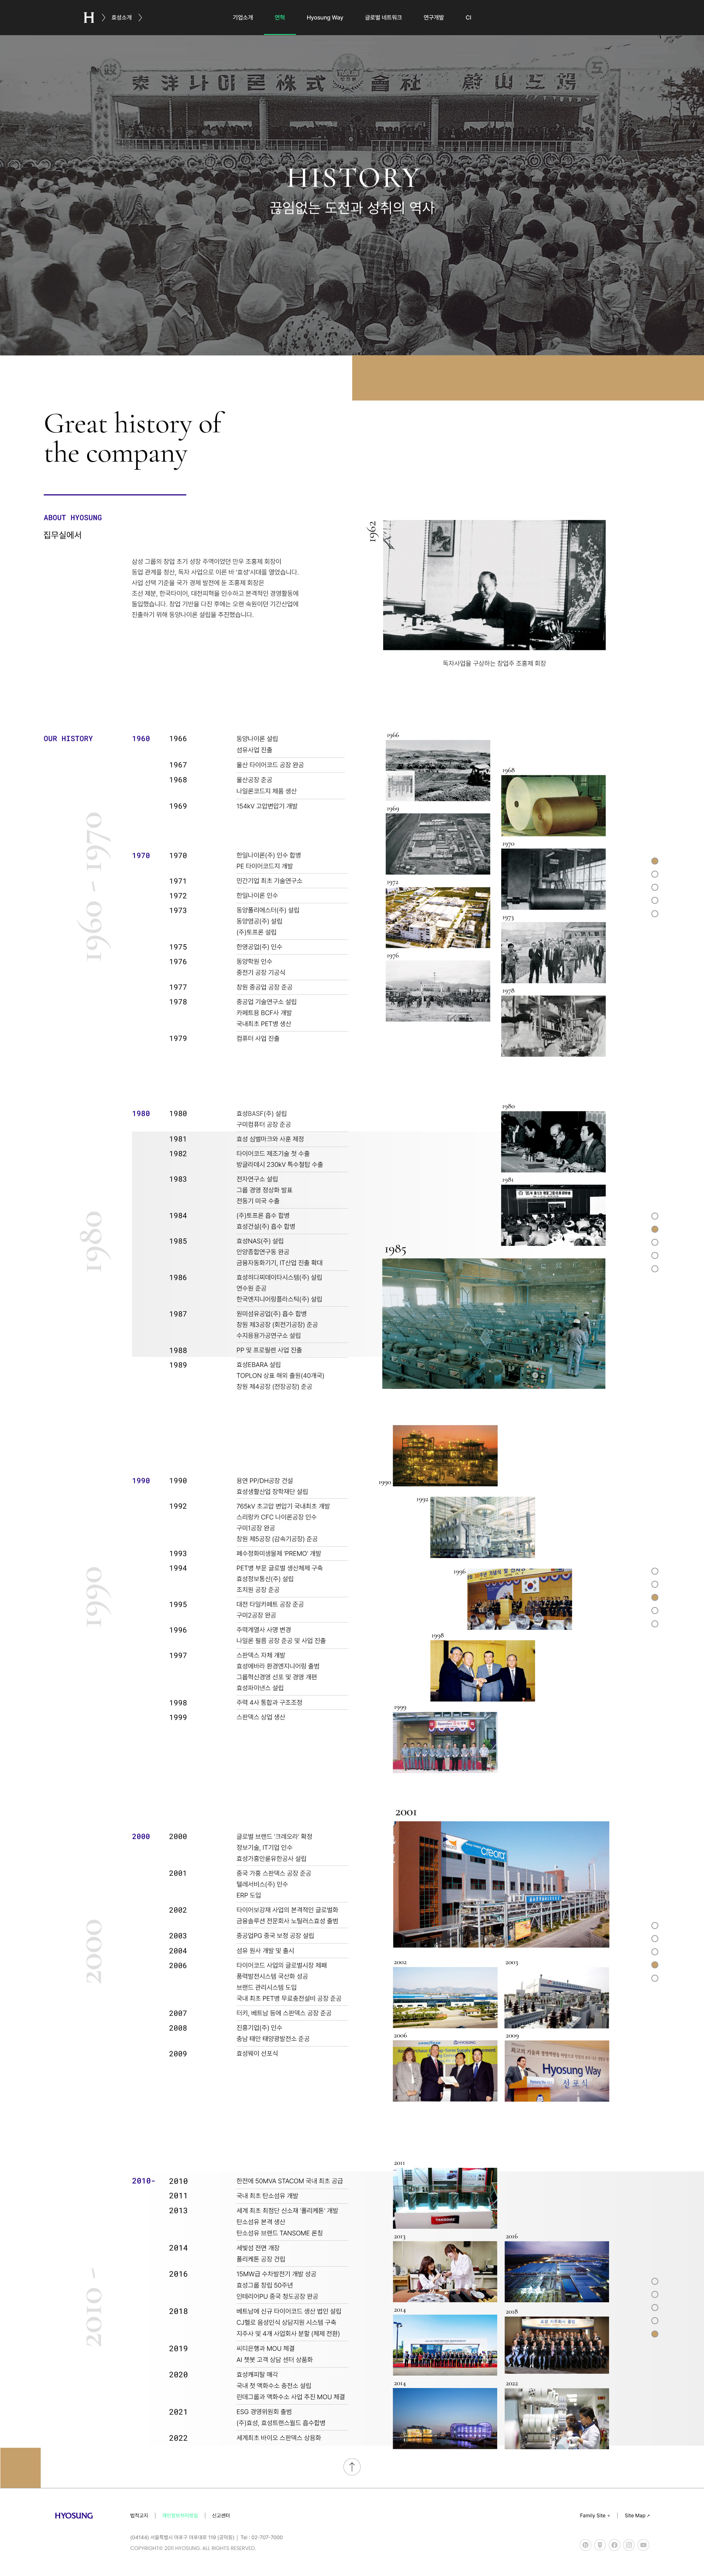 H 효성소개
기업소개 연혁 Hyosung Way 글로벌 네트워크 연구개발 CI
HISTORY
끊임없는 도전과 성취의 역사
Great history of
the company
ABOUT HYOSUNG
집무실에서
삼성 그룹의 창업 초기 성장 주역이었던 만우 조홍제 회장이
동업 관계를 청산, 독자 사업으로 이른 바 '효성'시대를 열었습니다.
사업 선택 기준을 국가 경제 발전에 둔 조홍제 회장은
조선 제분, 한국타이어, 대전피혁을 인수하고 본격적인 경영활동에
돌입했습니다. 창업 기반을 다진 후에는 오랜 숙원이던 기간산업에
진출하기 위해 동양나이론 설립을 추진했습니다.
1962
독자사업을 구상하는 창업주 조홍제 회장
OUR HISTORY
1960 - 1970
1960
1966 동양나이론 설립
섬유사업 진출
1967 울산 타이어코드 공장 완공
1968 울산공장 준공
나일론코드지 제품 생산
1969 154kV 고압변압기 개발
1970
1970 한일나이론(주) 인수 합병
PE 타이어코드지 개발
1971 민간기업 최초 기술연구소
1972 한일나이론 인수
1973 동양폴리에스터(주) 설립
동양염공(주) 설립
(주)토프론 설립
1975 한영공업(주) 인수
1976 동양학원 인수
중전기 공장 기공식
1977 창원 중공업 공장 준공
1978 중공업 기술연구소 설립
카페트용 BCF사 개발
국내최초 PET병 생산
1979 컴퓨터 사업 진출
1966
1968
1969
1970
1972
1973
1976
1978
1980
1980
1980 효성BASF(주) 설립
구미컴퓨터 공장 준공
1981 효성 심벌마크와 사훈 제정
1982 타이어코드 제조기술 첫 수출
방글라데시 230kV 특수철탑 수출
1983 전자연구소 설립
그룹 경영 정상화 발표
전동기 미국 수출
1984 (주)토프론 흡수 합병
효성건설(주) 흡수 합병
1985 효성NAS(주) 설립
안양종합연구동 완공
금융자동화기기, IT산업 진출 확대
1986 효성히다찌데이타시스템(주) 설립
연수원 준공
한국엔지니어링플라스틱(주) 설립
1987 원미섬유공업(주) 흡수 합병
창원 제3공장 (회전기공장) 준공
수지응용가공연구소 설립
1988 PP 및 프로필렌 사업 진출
1989 효성EBARA 설립
TOPLON 상표 해외 출원(40개국)
창원 제4공장 (전장공장) 준공
1980
1981
1985
1990
1990
1990 용연 PP/DH공장 건설
효성생활산업 장학재단 설립
1992 765kV 초고압 변압기 국내최초 개발
스리랑카 CFC 나이론공장 인수
구미1공장 완공
창원 제5공장 (감속기공장) 준공
1993 폐수정화미생물제 'PREMO' 개발
1994 PET병 부문 글로벌 생산체제 구축
효성정보통신(주) 설립
조치원 공장 준공
1995 대전 타일카페트 공장 준공
구미2공장 완공
1996 주력계열사 사명 변경
나일론 필름 공장 준공 및 사업 진출
1997 스판덱스 자체 개발
효성에바라 환경엔지니어링 출범
그룹혁신경영 선포 및 경영 개편
효성파이낸스 설립
1998 주력 4사 통합과 구조조정
1999 스판덱스 상업 생산
1990
1992
1996
1998
1999
2000
2000
2000 글로벌 브랜드 '크레오라' 확정
정보기술, IT기업 인수
효성가흥안륜유한공사 설립
2001 중국 가흥 스판덱스 공장 준공
텔레서비스(주) 인수
ERP 도입
2002 타이어보강재 사업의 본격적인 글로벌화
금융솔루션 전문회사 노틸러스효성 출범
2003 중공업PG 중국 보정 공장 설립
2004 섬유 원사 개발 및 출시
2006 타이어코드 사업의 글로벌시장 제패
풍력발전시스템 국산화 성공
브랜드 관리시스템 도입
국내 최초 PET병 무료충전설비 공장 준공
2007 터키, 베트남 등에 스판덱스 공장 준공
2008 진흥기업(주) 인수
충남 태안 태양광발전소 준공
2009 효성웨이 선포식
2001
creora
2002
2003
2006
2009
Hyosung Way
선포식
2010 -
2010-
2010 한전에 50MVA STACOM 국내 최초 공급
2011 국내 최초 탄소섬유 개발
2013 세계 최초 최첨단 신소재 '폴리케톤' 개발
탄소섬유 본격 생산
탄소섬유 브랜드 TANSOME 론칭
2014 세빛섬 전면 개장
폴리케톤 공장 건립
2016 15MW급 수차발전기 개발 성공
효성그룹 창립 50주년
인테리어PU 중국 청도공장 완공
2018 베트남에 신규 타이어코드 생산 법인 설립
CJ헬로 음성인식 상담지원 시스템 구축
지주사 및 4개 사업회사 분할 (체제 전환)
2019 씨티은행과 MOU 체결
AI 챗봇 고객 상담 센터 상품화
2020 효성캐피탈 매각
국내 첫 액화수소 충전소 설립
린데그룹과 액화수소 사업 추진 MOU 체결
2021 ESG 경영위원회 출범
(주)효성, 효성트랜스월드 흡수합병
2022 세계최초 바이오 스판덱스 상용화
2011
2013
2016
2014
2018
2014
2022
HYOSUNG
법적고지 | 개인정보처리방침 | 신고센터
Family Site + | Site Map
(04144) 서울특별시 마포구 마포대로 119 (공덕동) | Tel : 02-707-7000
COPYRIGHT© 2011 HYOSUNG. ALL RIGHTS RESERVED.